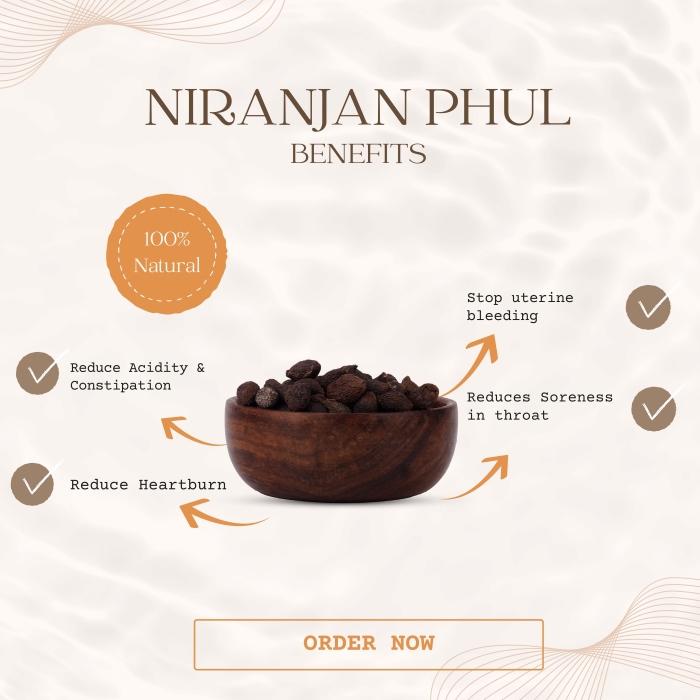 NIRANJAN PHUL
BENEFITS
100%
Natural
Stop uterine
bleeding
Reduce Acidity &
Constipation
Reduces Soreness
in throat
Reduce Heartburn
ORDER NOW